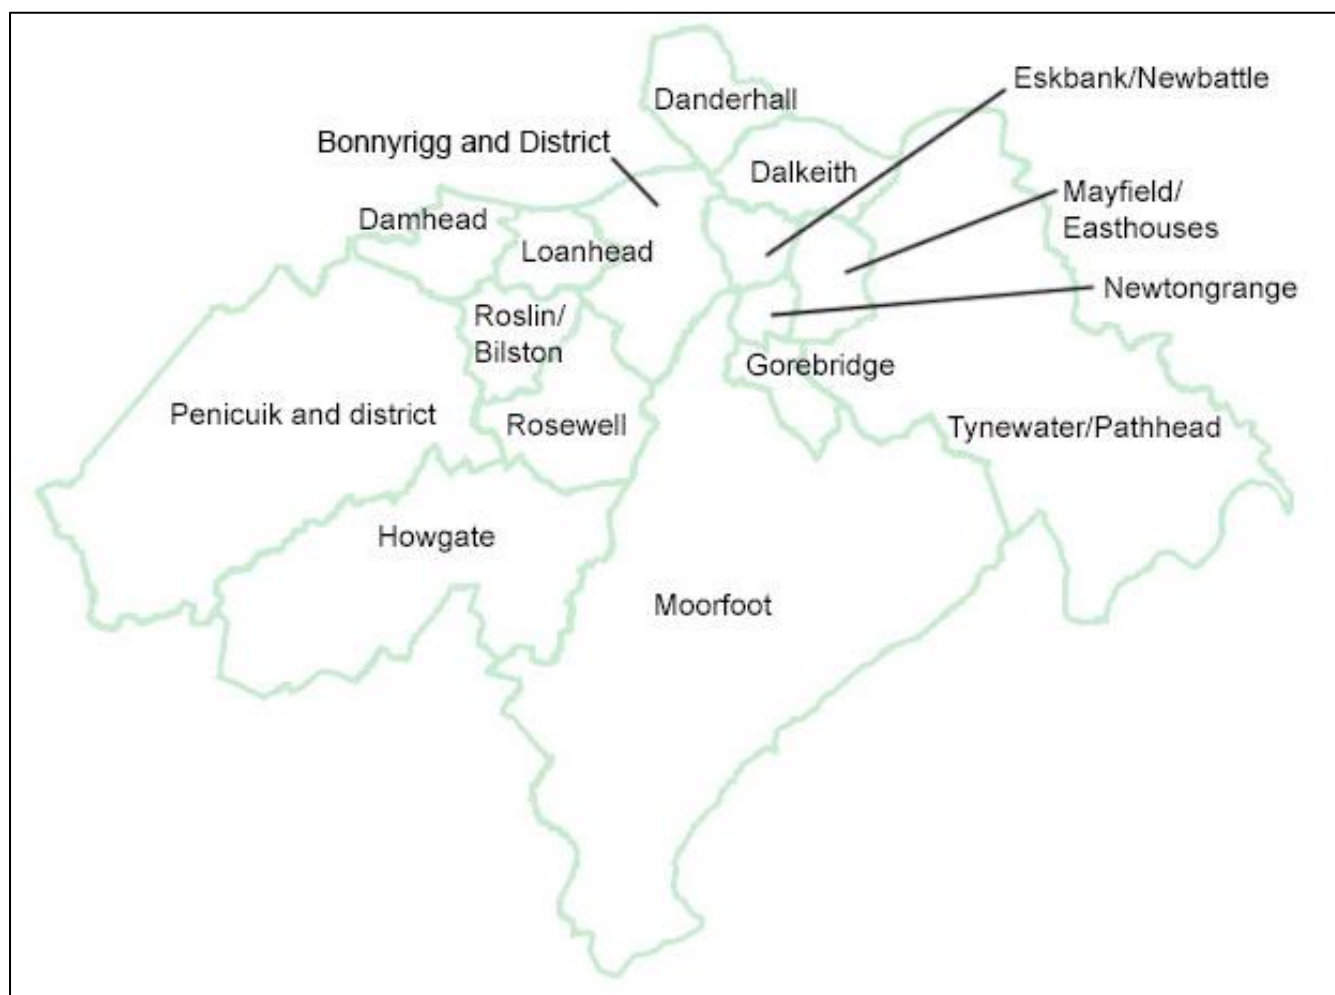 Danderhall
Eskbank/Newbattle
Bonnyrigg and District
Dalkeith
Mayfield/
Easthouses
Damhead
Loanhead
Newtongrange
Roslin/
Bilston
Gorebridge
Penicuik and district
Rosewell
Tynewater/Pathhead
Howgate
Moorfoot